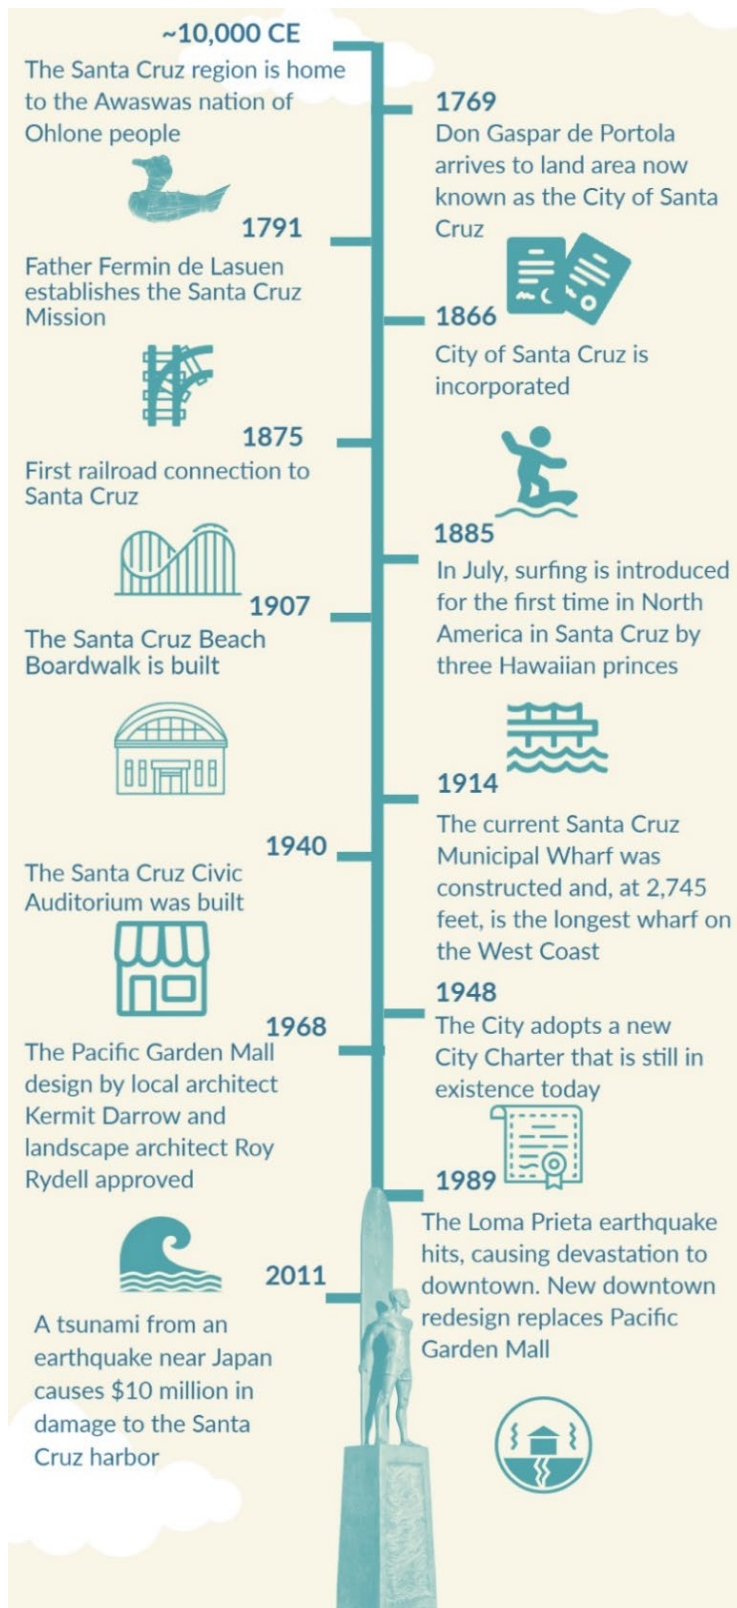 ~10,000 CE
The Santa Cruz region is home
to the Awaswas nation of
Ohlone people
1769
Don Gaspar de Portola
arrives to land area now
known as the City of Santa
Cruz
1791
Father Fermin de Lasuen
establishes the Santa Cruz
Mission
1866
City of Santa Cruz is
incorporated
1875
First railroad connection to
Santa Cruz
1885
In July, surfing is introduced
for the first time in North
America in Santa Cruz by
three Hawaiian princes
1907
The Santa Cruz Beach
Boardwalk is built
1914
The current Santa Cruz
Municipal Wharf was
constructed and, at 2,745
feet, is the longest wharf on
the West Coast
1940
The Santa Cruz Civic
Auditorium was built
1948
The City adopts a new
City Charter that is still in
existence today
1968
The Pacific Garden Mall
design by local architect
Kermit Darrow and
landscape architect Roy
Rydell approved
1989
The Loma Prieta earthquake
hits, causing devastation to
downtown. New downtown
redesign replaces Pacific
Garden Mall
2011
A tsunami from an
earthquake near Japan
causes $10 million in
damage to the Santa
Cruz harbor